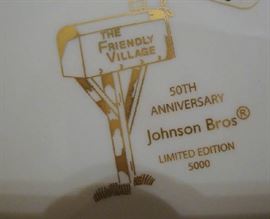 THE
FRIENDLY
VILLAGE
50TH
ANNIVERSARY
Johnson Bros®
LIMITED EDITION
5000